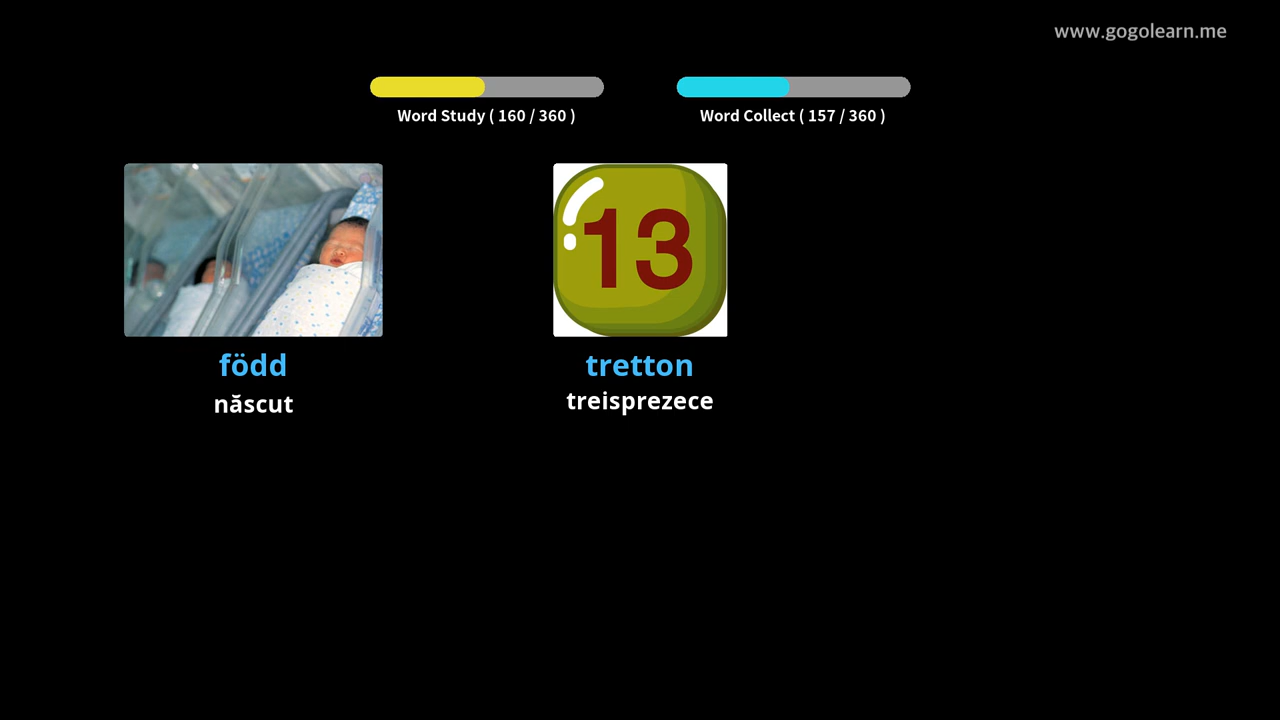 www.gogolearn.me
Word Study ( 160 / 360 )
Word Collect ( 157 / 360 )
13
född
tretton
născut
treisprezece